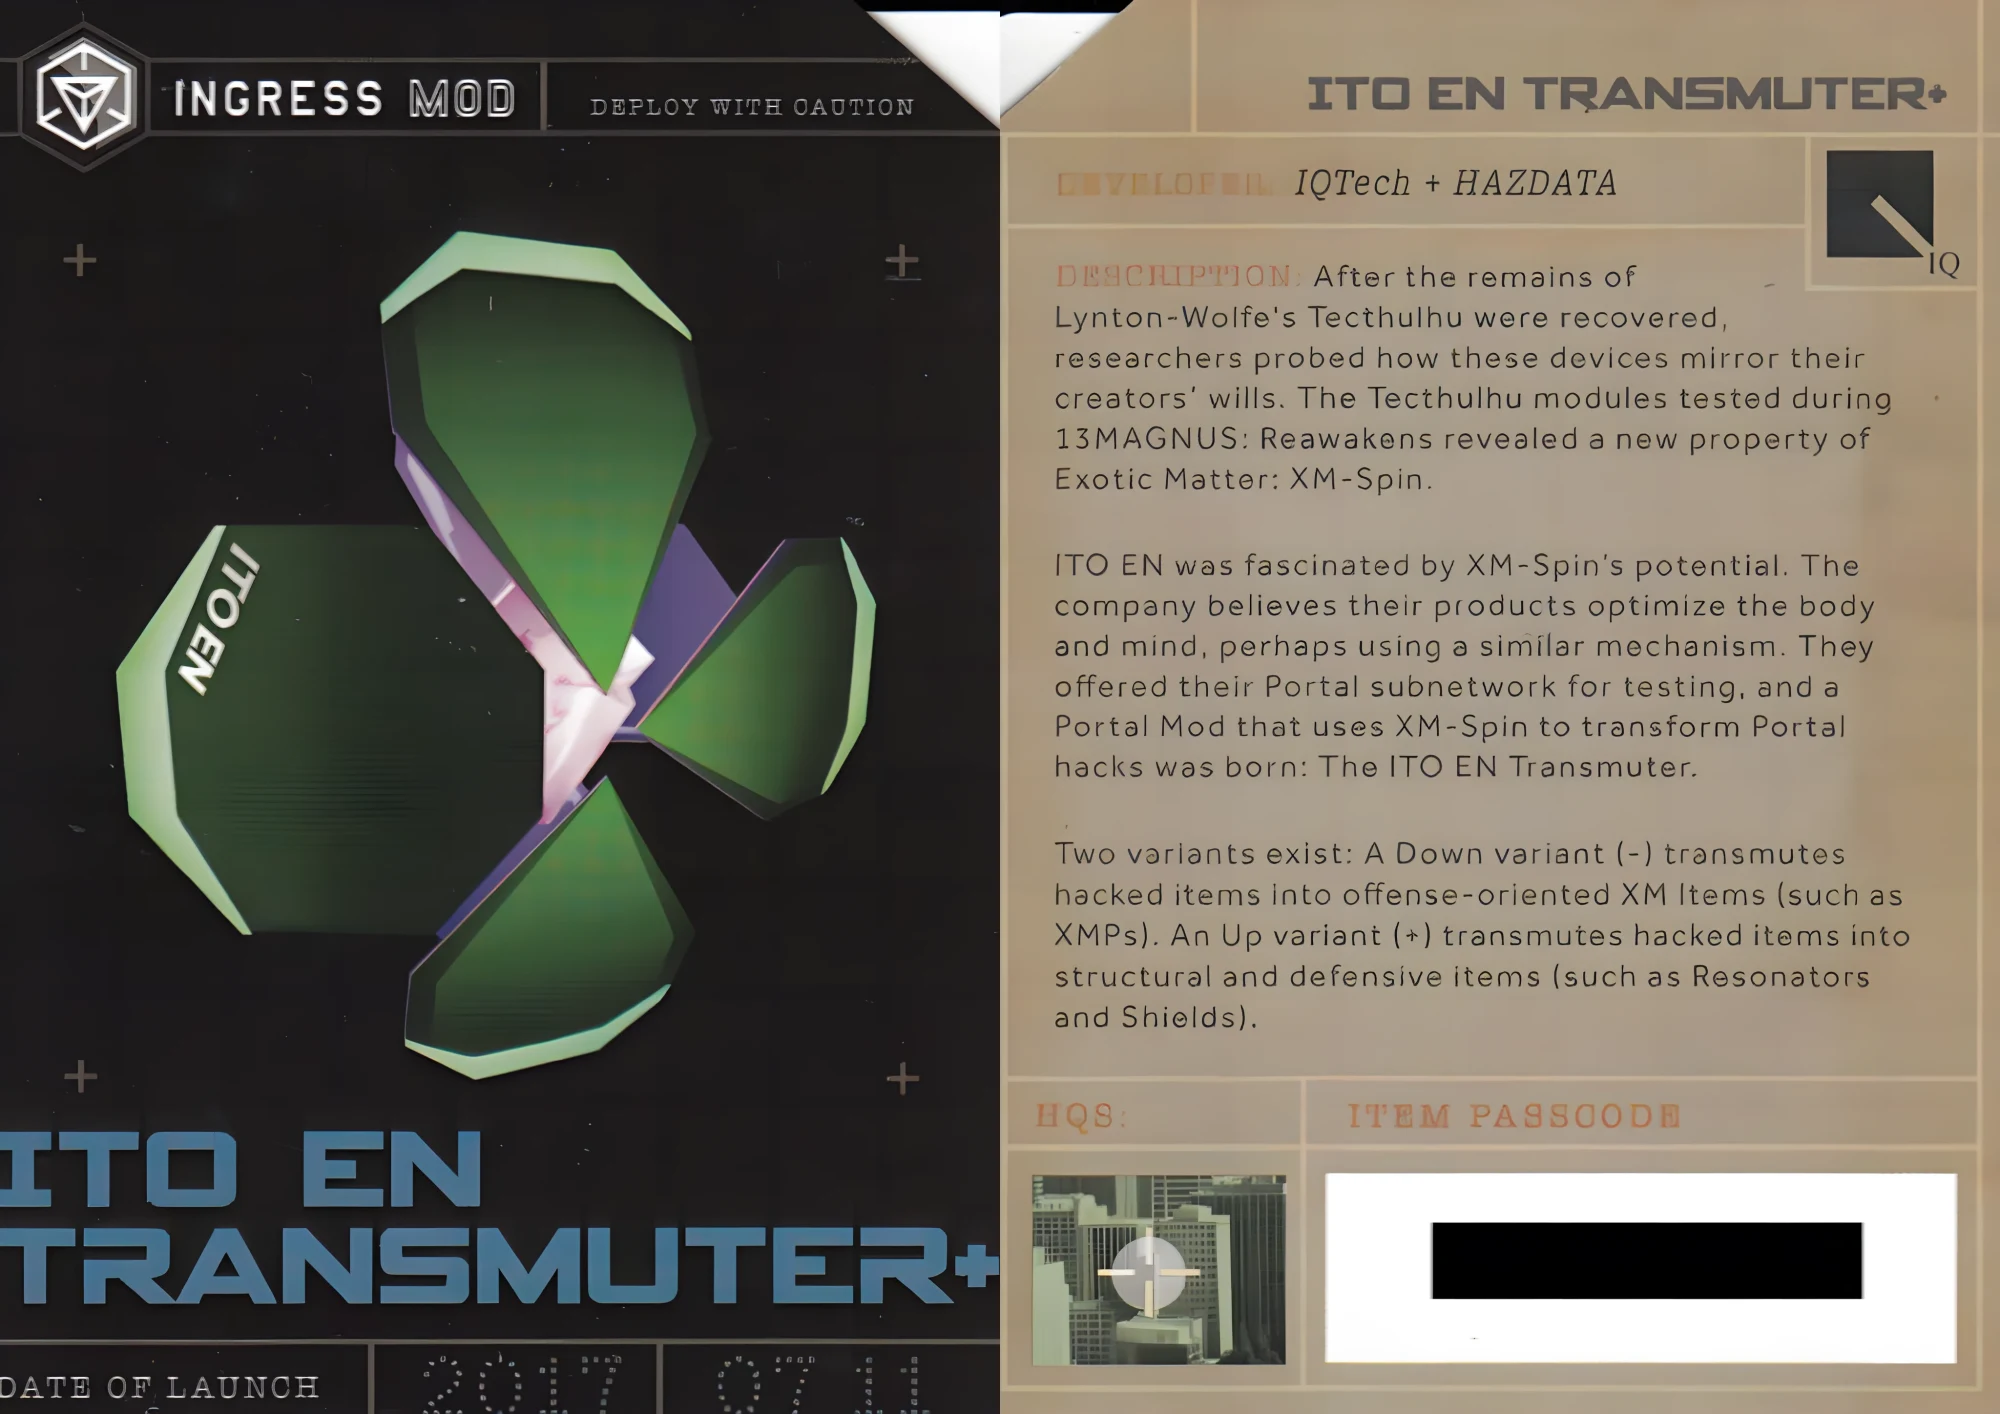 INGRESS MOD
DEPLOY WITH CAUTION
ITO EN
ITO EN
TRANSMUTER+
DATE OF LAUNCH
2017
07 11
ITO EN TRANSMUTER+
DEVELOPER: IQTech + HAZDATA
IQ
DESCRIPTION: After the remains of
Lynton-Wolfe's Tecthulhu were recovered,
researchers probed how these devices mirror their
creators' wills. The Tecthulhu modules tested during
13MAGNUS: Reawakens revealed a new property of
Exotic Matter: XM-Spin.
ITO EN was fascinated by XM-Spin's potential. The
company believes their products optimize the body
and mind, perhaps using a similar mechanism. They
offered their Portal subnetwork for testing, and a
Portal Mod that uses XM-Spin to transform Portal
hacks was born: The ITO EN Transmuter.
Two variants exist: A Down variant (-) transmutes
hacked items into offense-oriented XM Items (such as
XMPs). An Up variant (+) transmutes hacked items into
structural and defensive items (such as Resonators
and Shields).
HQS:
ITEM PASSCODE